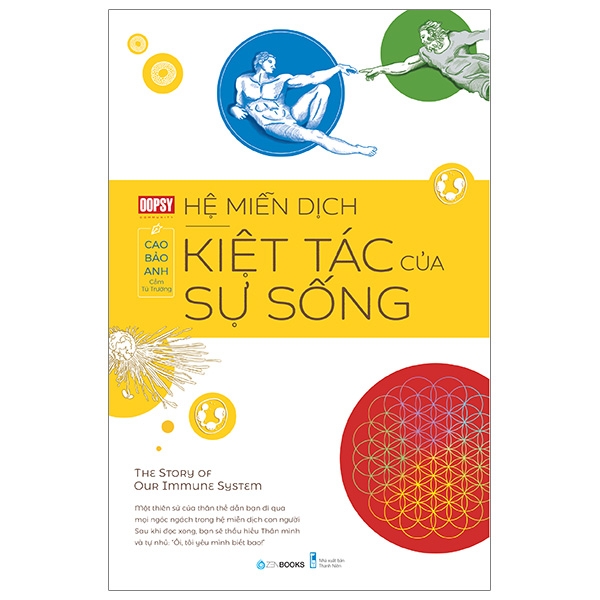 OOPSY
COMMUNITY
HỆ MIỄN DỊCH
CAO
BẢO
ANH
Cẩm
Tú Trường
KIỆT TÁC CỦA
SỰ SỐNG
THE STORY OF
OUR IMMUNE SYSTEM
Một thiên sử của thân thể dẫn bạn đi qua
mọi ngóc ngách trong hệ miễn dịch con người
Sau khi đọc xong, bạn sẽ thấu hiểu Thân mình
và tự nhủ: "Ôi, tôi yêu mình biết bao!"
ZENBOOKS
Nhà xuất bản
Thanh Niên